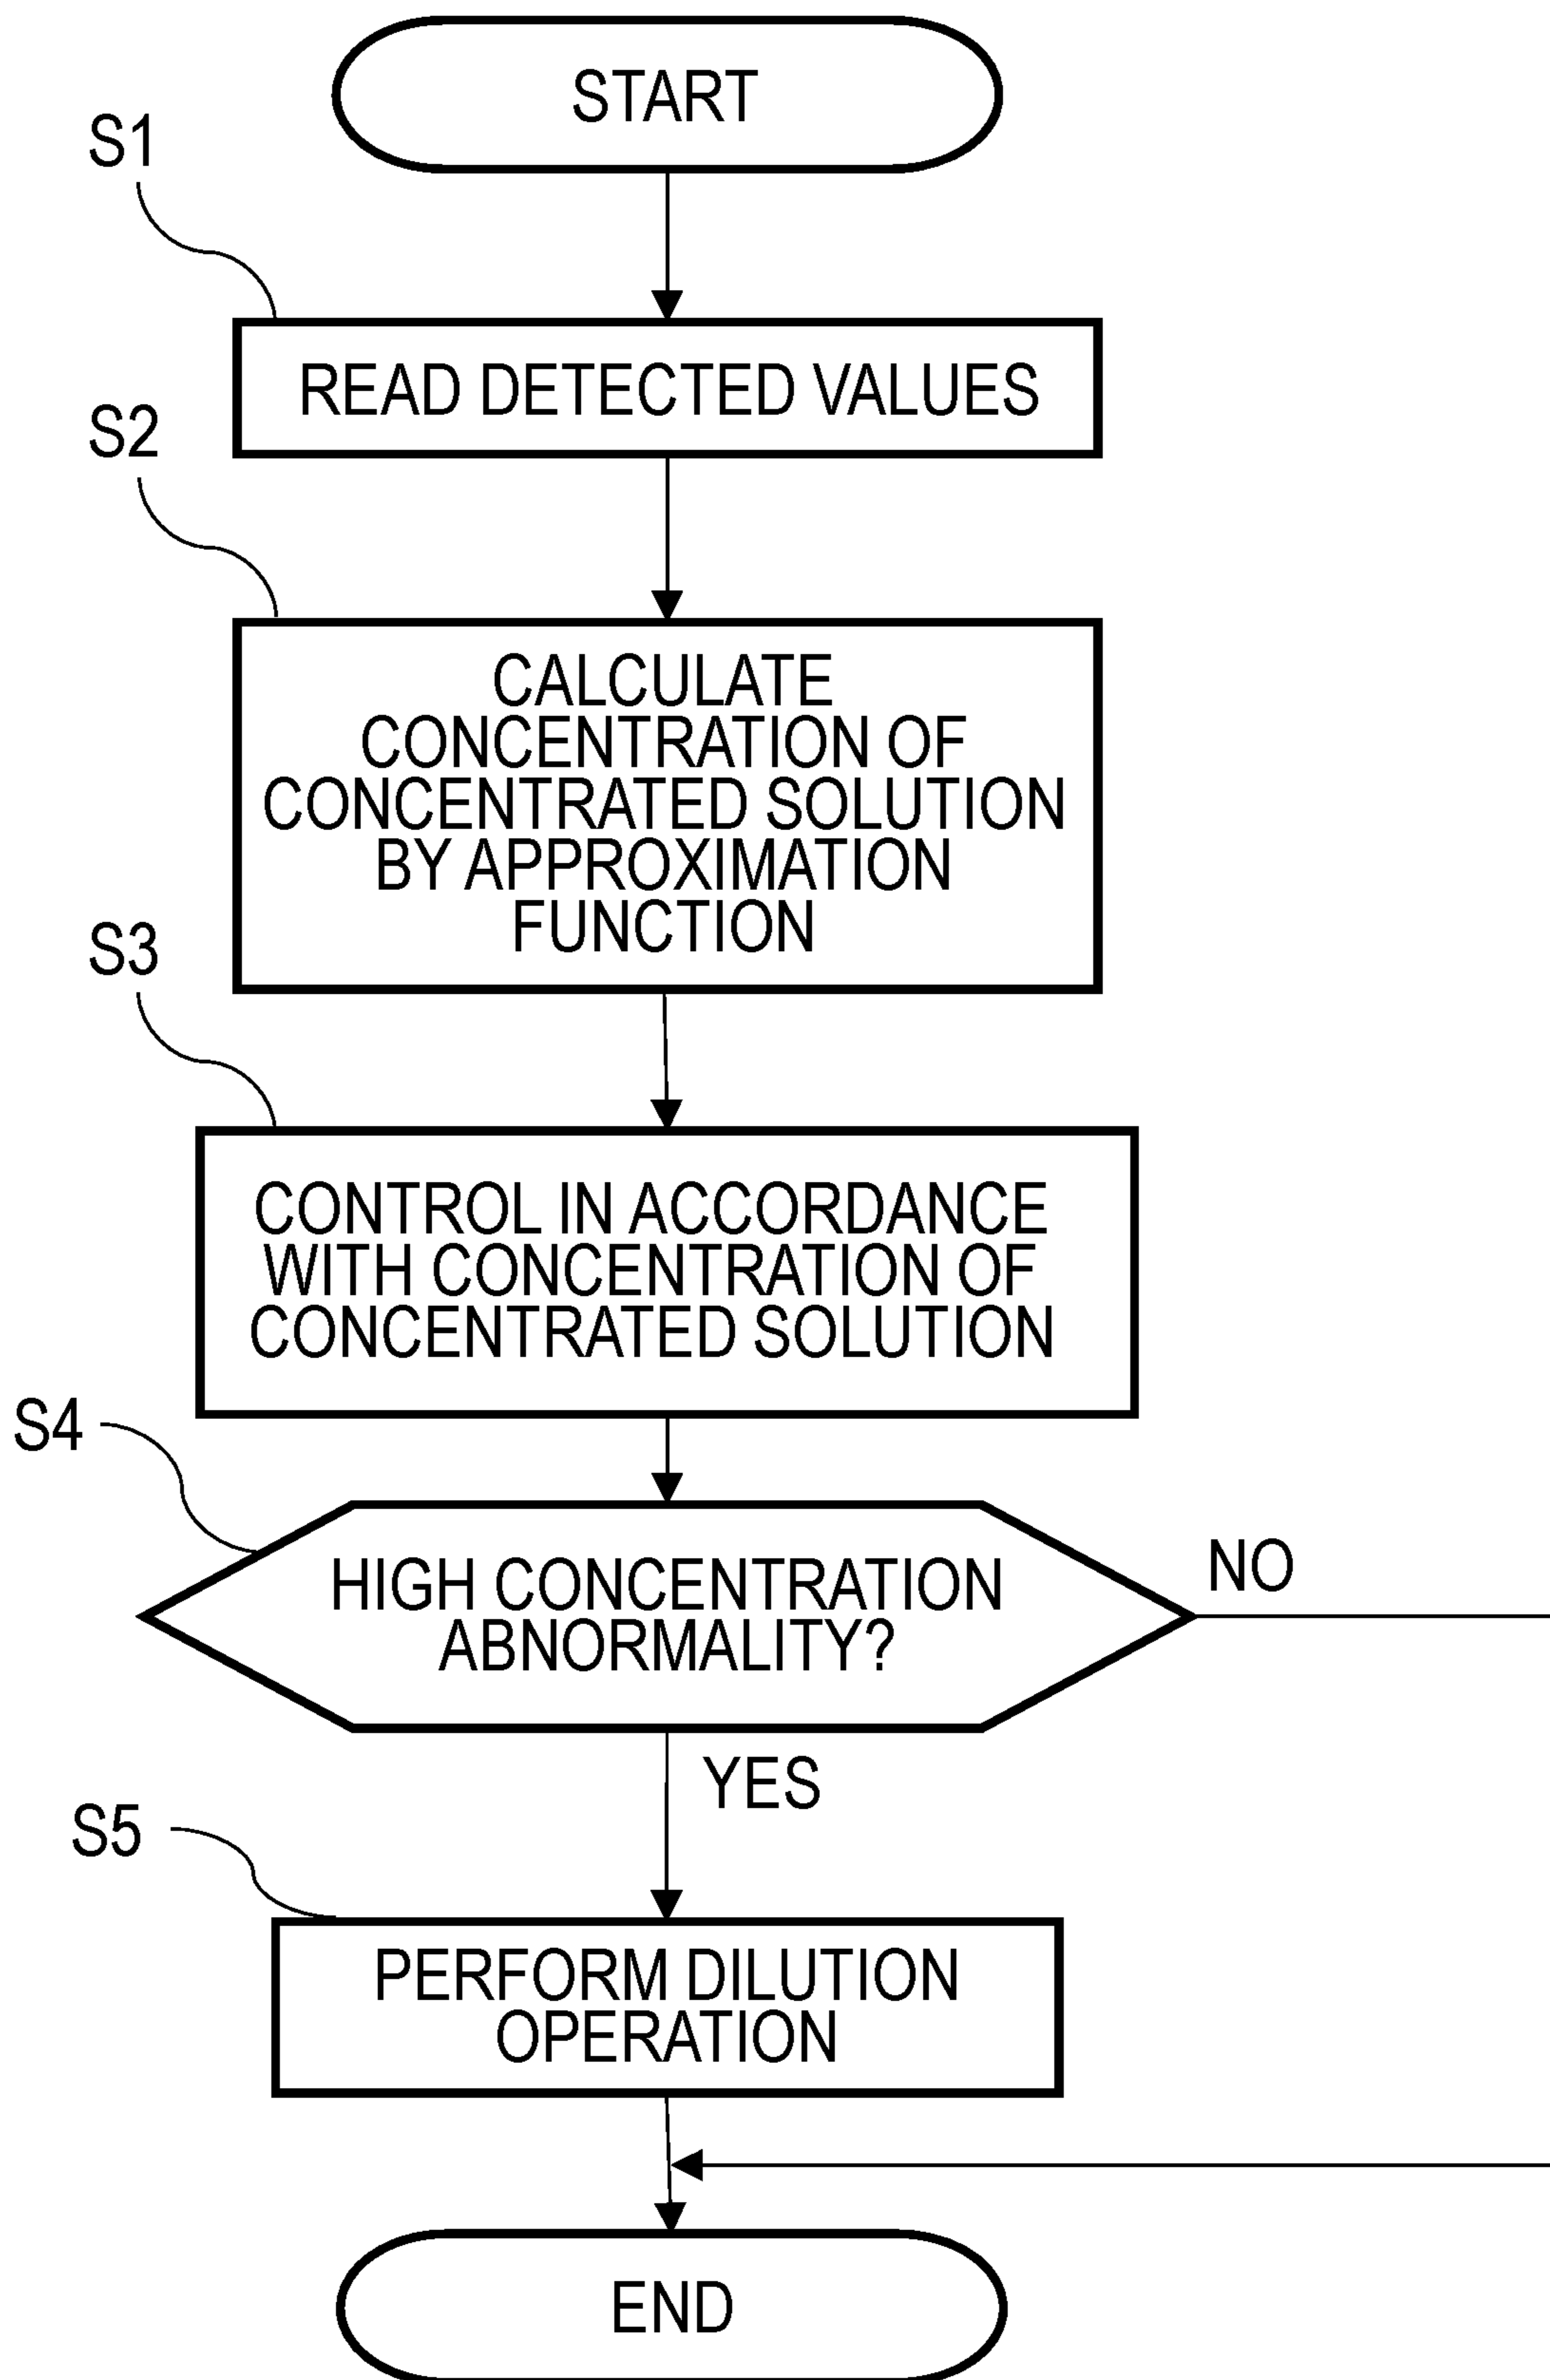 START
S1
READ DETECTED VALUES
S2
CALCULATE
CONCENTRATION OF
CONCENTRATED SOLUTION
BY APPROXIMATION
FUNCTION
S3
CONTROL IN ACCORDANCE
WITH CONCENTRATION OF
CONCENTRATED SOLUTION
S4
HIGH CONCENTRATION
ABNORMALITY?
NO
YES
S5
PERFORM DILUTION
OPERATION
END